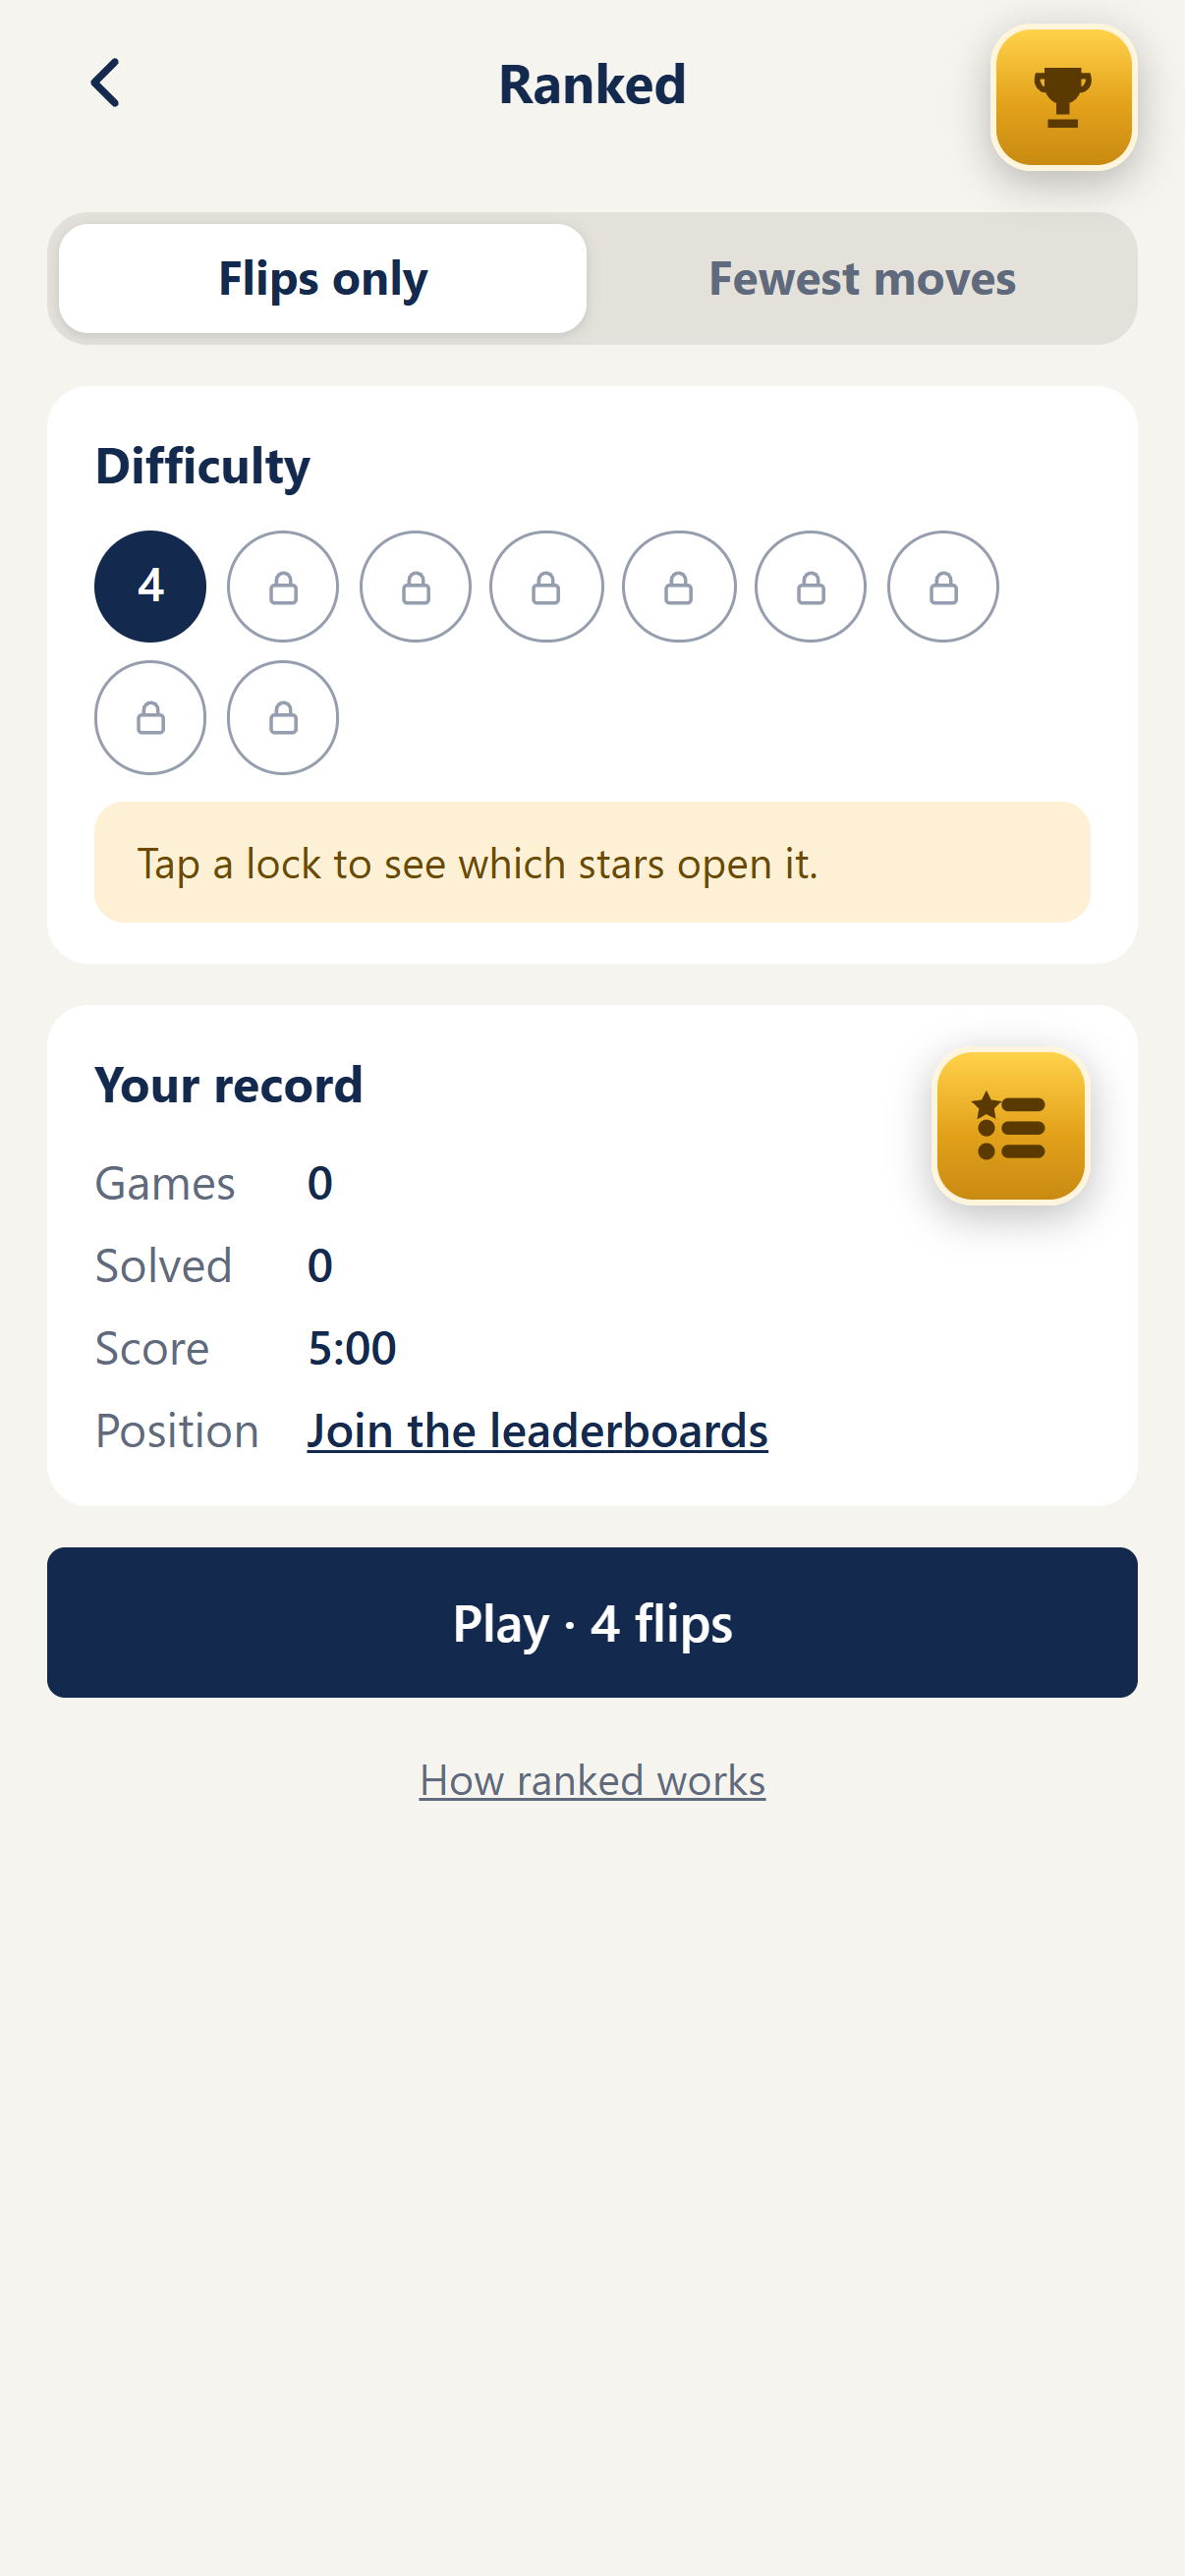 Ranked
Flips only
Fewest moves
Difficulty
4
Tap a lock to see which stars open it.
Your record
Games 0
Solved 0
Score 5:00
Position Join the leaderboards
Play · 4 flips
How ranked works